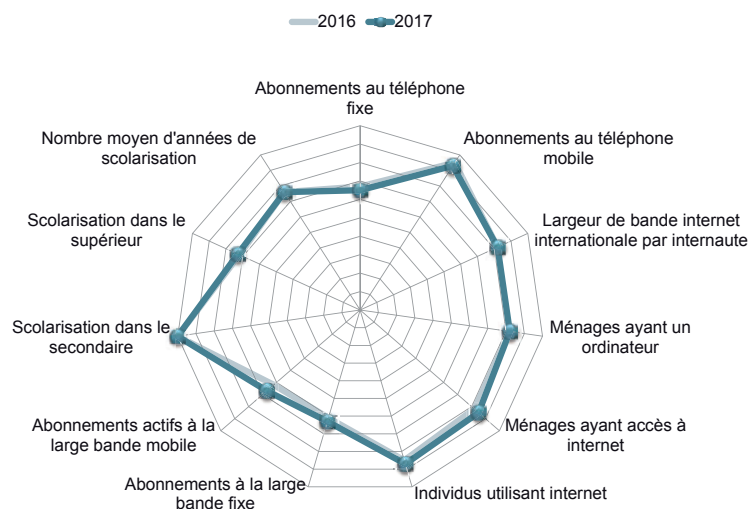 2016 2017
Abonnements au téléphone
fixe
Abonnements au téléphone
mobile
Largeur de bande internet
internationale par internaute
Ménages ayant un
ordinateur
Ménages ayant accès à
internet
Individus utilisant internet
Abonnements à la large
bande fixe
Abonnements actifs à la
large bande mobile
Scolarisation dans le
secondaire
Scolarisation dans le
supérieur
Nombre moyen d'années de
scolarisation